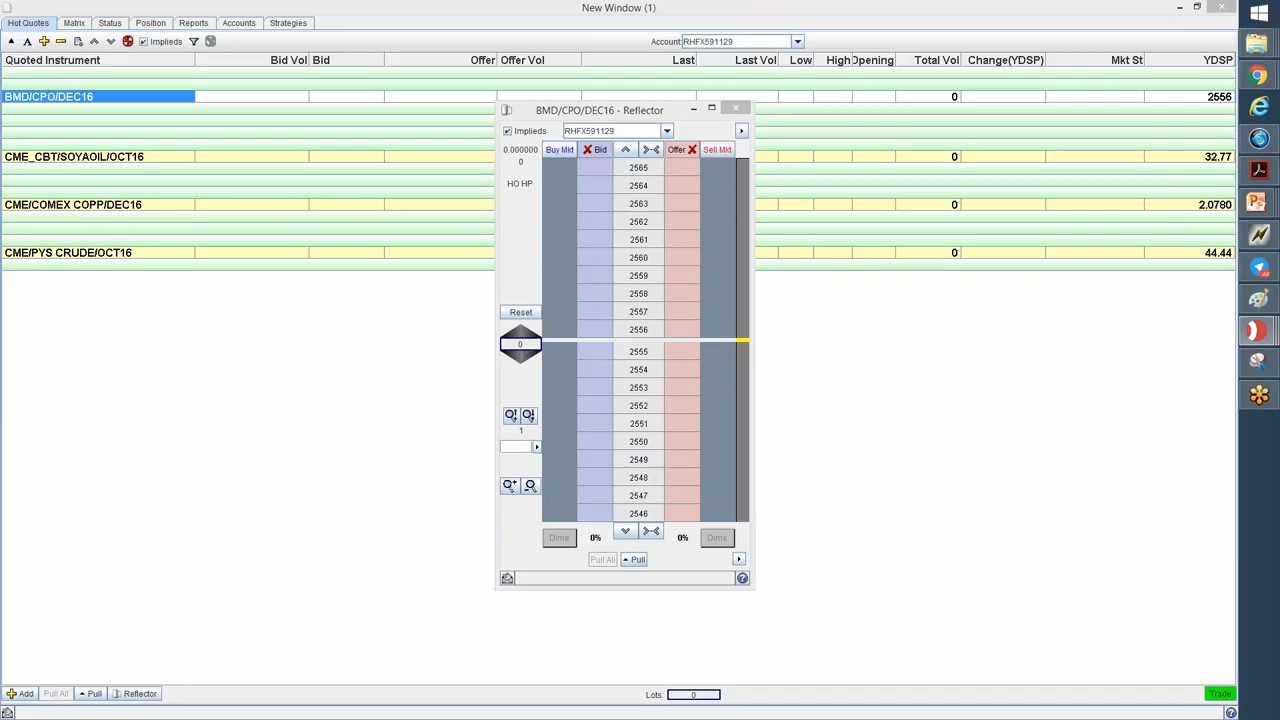 New Window (1)
Hot Quotes Matrix Status Position Reports Accounts Strategies
A Implieds Account: RHFX591129
Quoted Instrument Bid Vol Bid Offer Offer Vol Last Last Vol Low High Opening Total Vol Change(YDSP) Mkt St YDSP
BMD/CPO/DEC16 0 2556
CME_CBT/SOYAOIL/OCT16 0 32.77
CME/COMEX COPP/DEC16 0 2.0780
CME/PYS CRUDE/OCT16 0 44.44
BMD/CPO/DEC16 - Reflector
Implieds RHFX591129
0.000000 Buy Mkt Bid Offer Sell Mkt
0
HO HP
2565
2564
2563
2562
2561
2560
2559
2558
2557
Reset
2556
0
2555
2554
2553
2552
2551
1
2550
2549
2548
2547
2546
Dime 0% 0% Dime
Pull All Pull
Add Pull All Pull Reflector Lots: 0 Trade